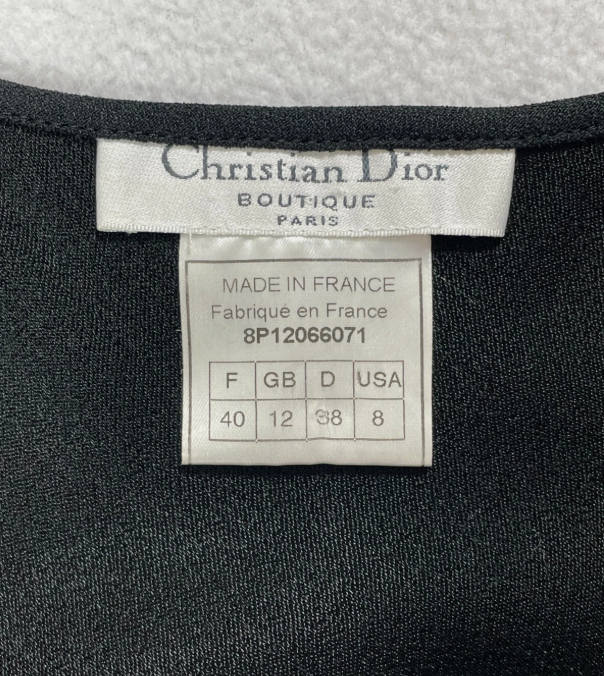 Christian Dior
BOUTIQUE
PARIS
MADE IN FRANCE
Fabriqué en France
8P12066071
F GB D USA
40 12 38 8